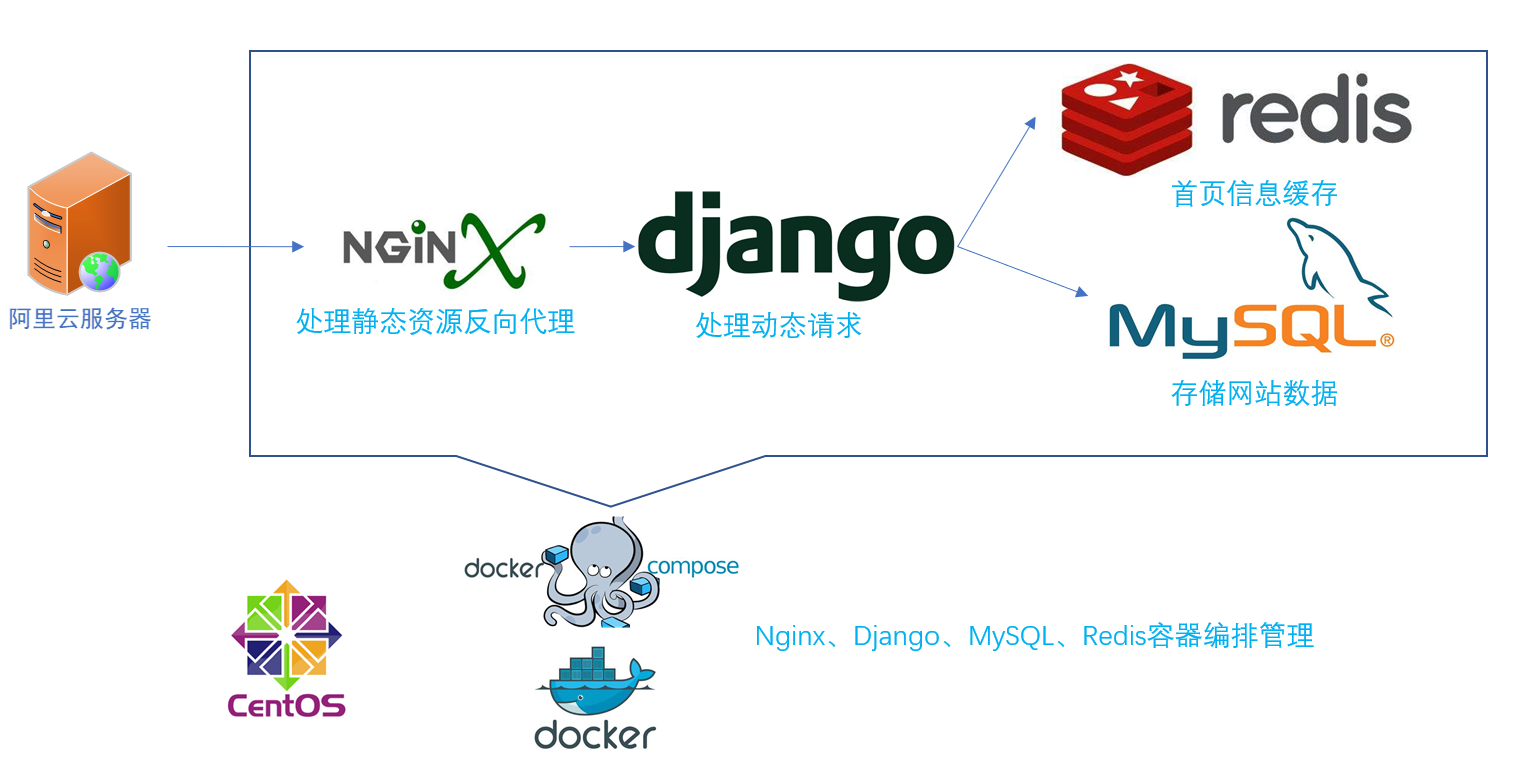 redis
首页信息缓存
NGiNX
django
阿里云服务器
处理静态资源反向代理
处理动态请求
MySQL®
存储网站数据
docker compose
Nginx、Django、MySQL、Redis容器编排管理
CentOS
docker